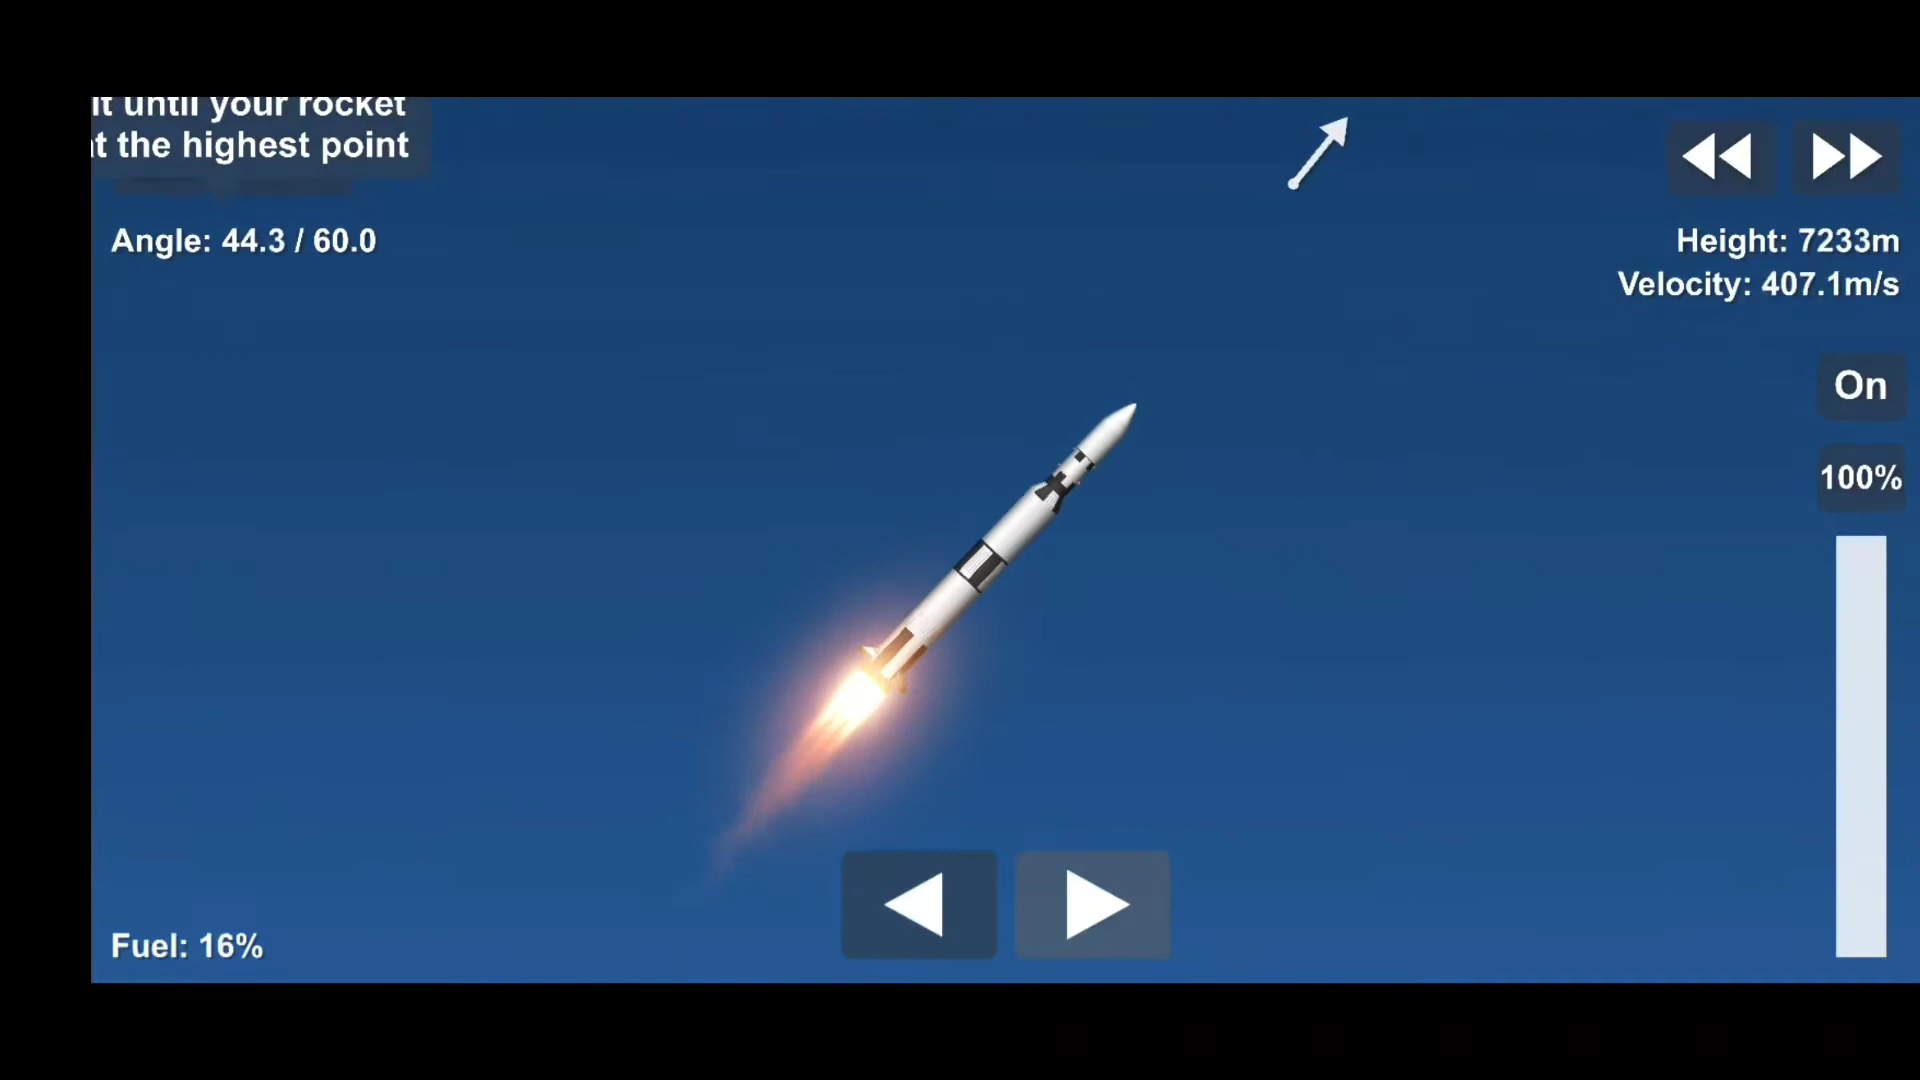 it until your rocket
at the highest point
Angle: 44.3 / 60.0
Height: 7233m
Velocity: 407.1m/s
On
100%
Fuel: 16%